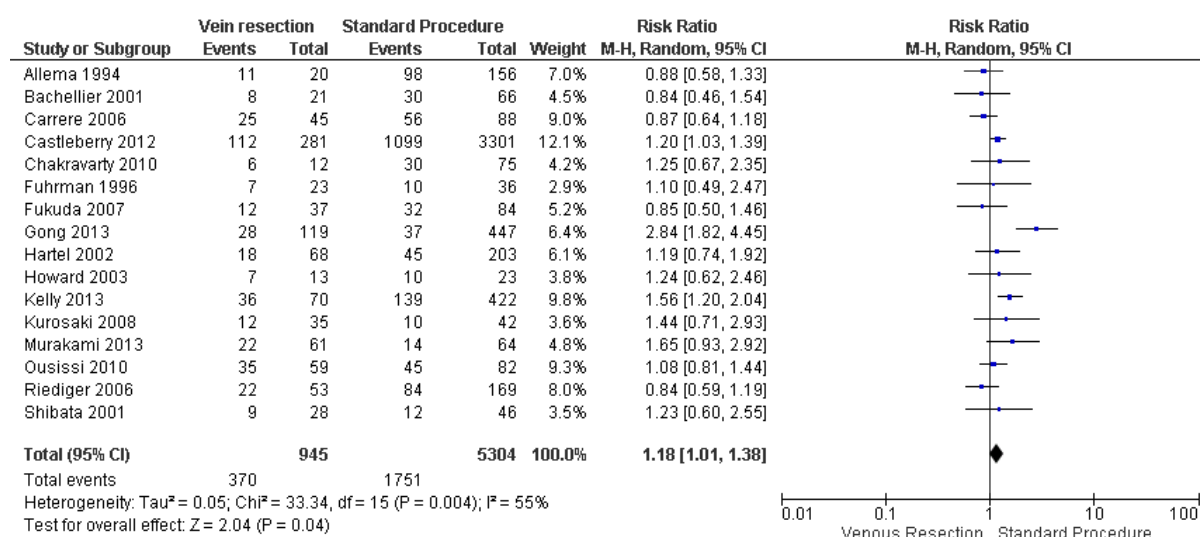 Vein resection Standard Procedure Risk Ratio Risk Ratio
Study or Subgroup Events Total Events Total Weight M-H, Random, 95% CI M-H, Random, 95% CI
Allema 1994 11 20 98 156 7.0% 0.88 [0.58, 1.33]
Bachellier 2001 8 21 30 66 4.5% 0.84 [0.46, 1.54]
Carrere 2006 25 45 56 88 9.0% 0.87 [0.64, 1.18]
Castleberry 2012 112 281 1099 3301 12.1% 1.20 [1.03, 1.39]
Chakravarty 2010 6 12 30 75 4.2% 1.25 [0.67, 2.35]
Fuhrman 1996 7 23 10 36 2.9% 1.10 [0.49, 2.47]
Fukuda 2007 12 37 32 84 5.2% 0.85 [0.50, 1.46]
Gong 2013 28 119 37 447 6.4% 2.84 [1.82, 4.45]
Hartel 2002 18 68 45 203 6.1% 1.19 [0.74, 1.92]
Howard 2003 7 13 10 23 3.8% 1.24 [0.62, 2.46]
Kelly 2013 36 70 139 422 9.8% 1.56 [1.20, 2.04]
Kurosaki 2008 12 35 10 42 3.6% 1.44 [0.71, 2.93]
Murakami 2013 22 61 14 64 4.8% 1.65 [0.93, 2.92]
Ousissi 2010 35 59 45 82 9.3% 1.08 [0.81, 1.44]
Riediger 2006 22 53 84 169 8.0% 0.84 [0.59, 1.19]
Shibata 2001 9 28 12 46 3.5% 1.23 [0.60, 2.55]
Total (95% CI) 945 5304 100.0% 1.18 [1.01, 1.38]
Total events 370 1751
Heterogeneity: Tau² = 0.05; Chi² = 33.34, df = 15 (P = 0.004); I² = 55%
Test for overall effect: Z = 2.04 (P = 0.04)
0.01 0.1 1 10 100
Venous Resection Standard Procedure